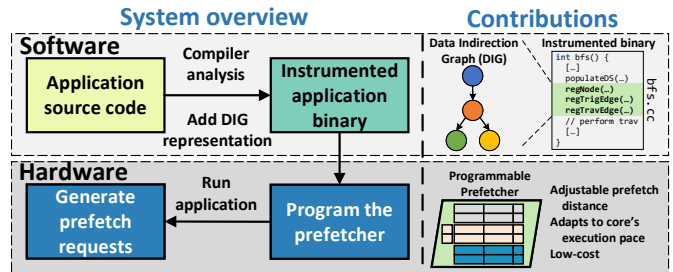 System overview
Contributions
Software
Application
source code
Compiler
analysis
Add DIG
representation
Instrumented
application
binary
Data Indirection
Graph (DIG)
Instrumented binary
int bfs() {
[…]
populateDS(…)
regNode(…)
regTrigEdge(…)
regTravEdge(…)
// perform trav
[…]
}
bfs.cc
Hardware
Generate
prefetch
requests
Run
application
Program the
prefetcher
Programmable
Prefetcher
Adjustable prefetch
distance
Adapts to core's
execution pace
Low-cost